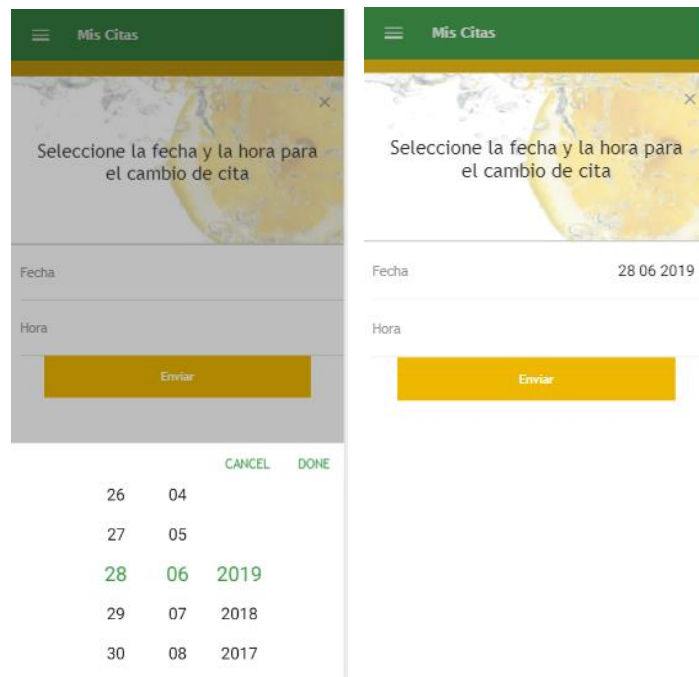 Mis Citas
×
Seleccione la fecha y la hora para
el cambio de cita
Fecha
Hora
Enviar
CANCEL DONE
26 04
27 05
28 06 2019
29 07 2018
30 08 2017
Mis Citas
×
Seleccione la fecha y la hora para
el cambio de cita
Fecha 28 06 2019
Hora
Enviar